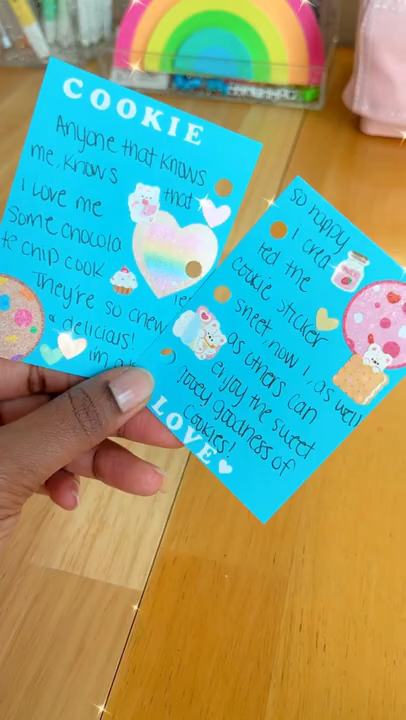 COOKIE
Anyone that knows
me, knows that
I love me
some chocola
te chip cook
They're so chew
& delicious!
im a
so happy
I crea
ted the
cookie sticker
sheet, now I, as well
as others can
enjoy the sweet
gooey goodness of
cookies!
LOVE